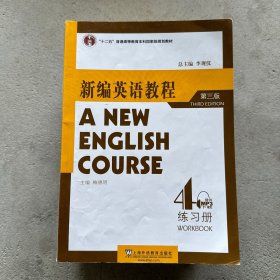 "十二五"普通高等教育本科国家级规划教材
总主编 李观仪
新编英语教程
第三版
THIRD EDITION
A NEW
ENGLISH
COURSE
主编 梅德明
4
MP3
练习册
WORKBOOK
上海外语教育出版社